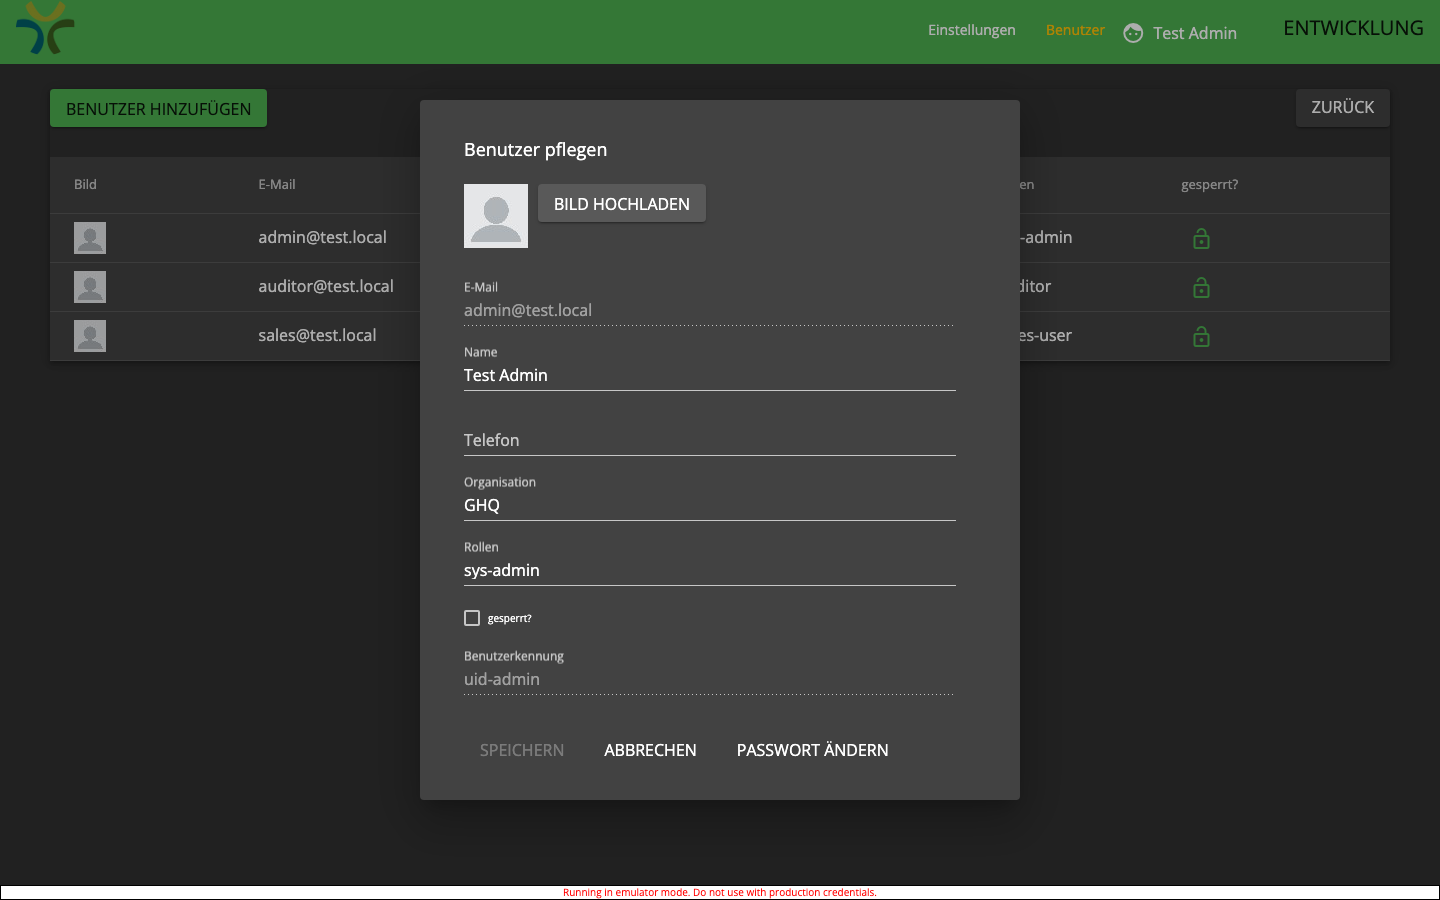 Einstellungen Benutzer Test Admin ENTWICKLUNG
BENUTZER HINZUFÜGEN
ZURÜCK
Bild E-Mail en gesperrt?
admin@test.local -admin
auditor@test.local ditor
sales@test.local es-user
Benutzer pflegen
BILD HOCHLADEN
E-Mail
admin@test.local
Name
Test Admin
Telefon
Organisation
GHQ
Rollen
sys-admin
gesperrt?
Benutzerkennung
uid-admin
SPEICHERN ABBRECHEN PASSWORT ÄNDERN
Running in emulator mode. Do not use with production credentials.